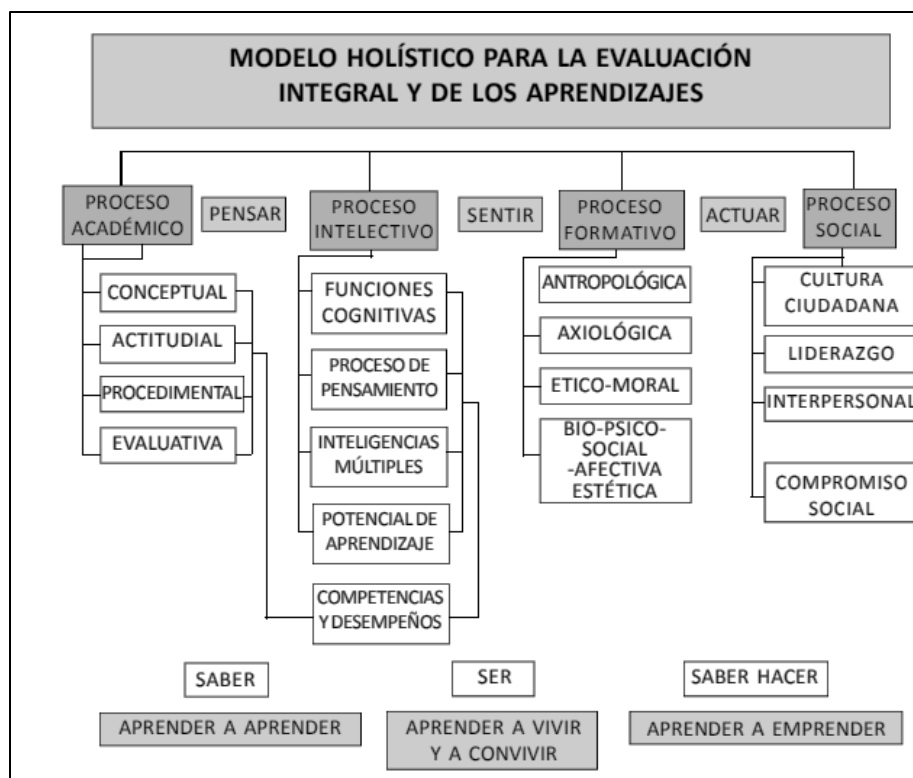 MODELO HOLÍSTICO PARA LA EVALUACIÓN
INTEGRAL Y DE LOS APRENDIZAJES
PROCESO
ACADÉMICO
PENSAR
PROCESO
INTELECTIVO
SENTIR
PROCESO
FORMATIVO
ACTUAR
PROCESO
SOCIAL
CONCEPTUAL
ACTITUDIAL
PROCEDIMENTAL
EVALUATIVA
FUNCIONES
COGNITIVAS
PROCESO DE
PENSAMIENTO
INTELIGENCIAS
MÚLTIPLES
POTENCIAL DE
APRENDIZAJE
COMPETENCIAS
Y DESEMPEÑOS
ANTROPOLÓGICA
AXIOLÓGICA
ETICO-MORAL
BIO-PSICO-
SOCIAL
-AFECTIVA
ESTÉTICA
CULTURA
CIUDADANA
LIDERAZGO
INTERPERSONAL
COMPROMISO
SOCIAL
SABER
SER
SABER HACER
APRENDER A APRENDER
APRENDER A VIVIR
Y A CONVIVIR
APRENDER A EMPRENDER